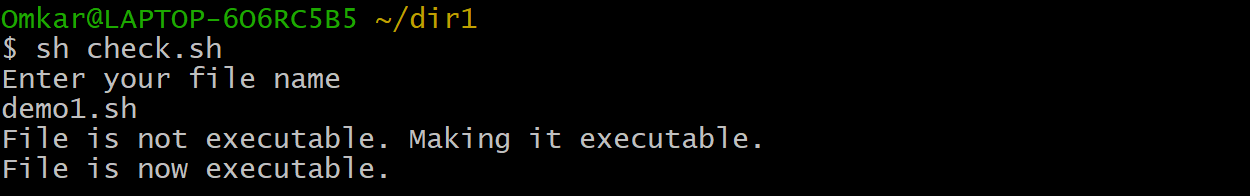 Omkar@LAPTOP-6O6RC5B5 ~/dir1
$ sh check.sh
Enter your file name
demo1.sh
File is not executable. Making it executable.
File is now executable.